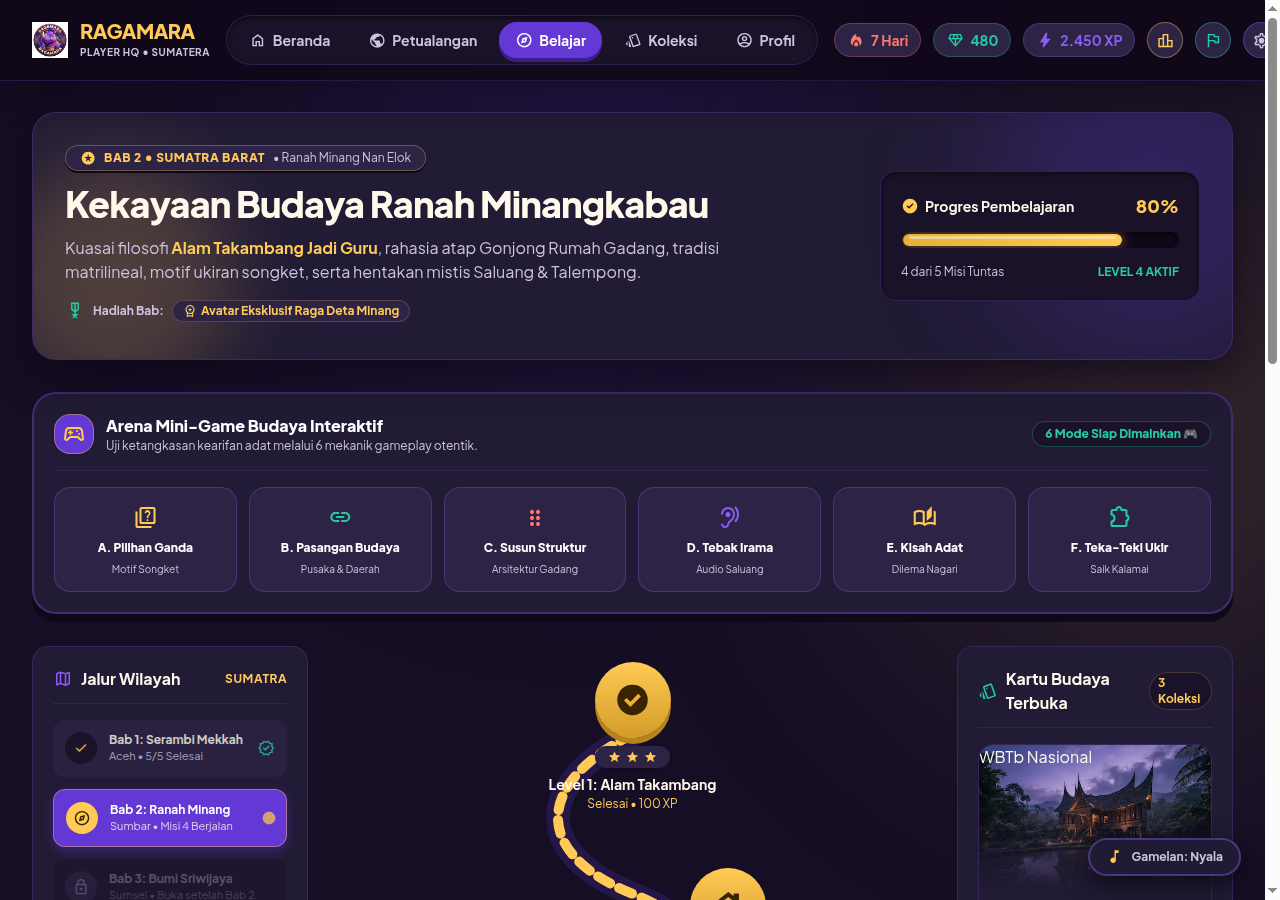 RAGAMARA
PLAYER HQ • SUMATERA
Beranda
Petualangan
Belajar
Koleksi
Profil
7 Hari
480
2.450 XP
BAB 2 • SUMATRA BARAT • Ranah Minang Nan Elok
Kekayaan Budaya Ranah Minangkabau
Kuasai filosofi Alam Takambang Jadi Guru, rahasia atap Gonjong Rumah Gadang, tradisi
matrilineal, motif ukiran songket, serta hentakan mistis Saluang & Talempong.
Hadiah Bab:
Avatar Eksklusif Raga Deta Minang
Progres Pembelajaran
80%
4 dari 5 Misi Tuntas
LEVEL 4 AKTIF
Arena Mini-Game Budaya Interaktif
Uji ketangkasan kearifan adat melalui 6 mekanik gameplay otentik.
6 Mode Siap Dimainkan 🎮
A. Pilihan Ganda
Motif Songket
B. Pasangan Budaya
Pusaka & Daerah
C. Susun Struktur
Arsitektur Gadang
D. Tebak Irama
Audio Saluang
E. Kisah Adat
Dilema Nagari
F. Teka-Teki Ukir
Saik Kalamai
Jalur Wilayah
SUMATRA
Bab 1: Serambi Mekkah
Aceh • 5/5 Selesai
Bab 2: Ranah Minang
Sumbar • Misi 4 Berjalan
Bab 3: Bumi Sriwijaya
Sumsel • Buka setelah Bab 2
Level 1: Alam Takambang
Selesai • 100 XP
Kartu Budaya
Terbuka
3
Koleksi
WBTb Nasional
Gamelan: Nyala